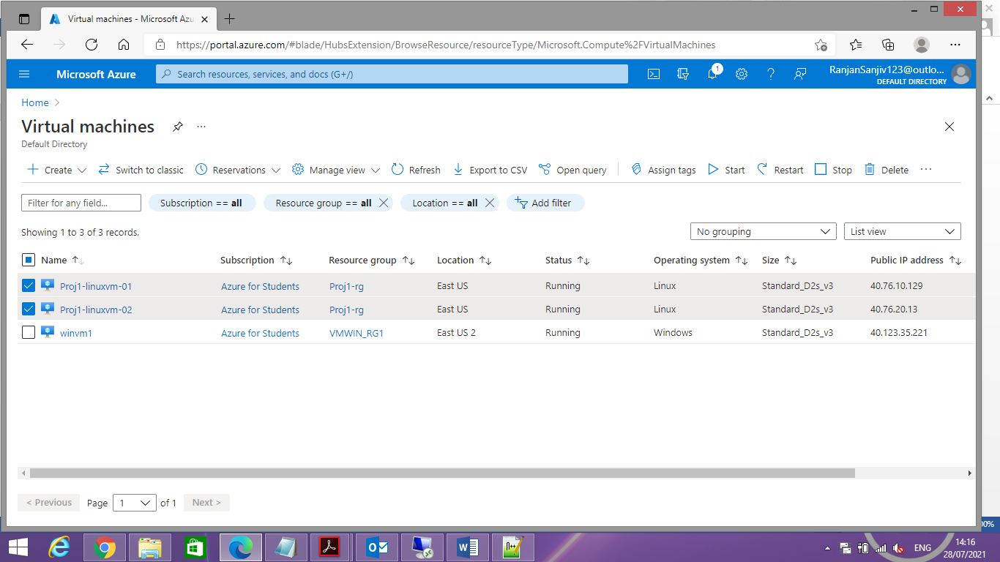 Virtual machines - Microsoft Azu
https://portal.azure.com/#blade/HubsExtension/BrowseResource/resourceType/Microsoft.Compute%2FVirtualMachines
Microsoft Azure
Search resources, services, and docs (G+/)
1
RanjanSanjiv123@outlo...
DEFAULT DIRECTORY
Home
Virtual machines
Default Directory
Create Switch to classic Reservations Manage view Refresh Export to CSV Open query Assign tags Start Restart Stop Delete
Filter for any field... Subscription == all Resource group == all Location == all Add filter
Showing 1 to 3 of 3 records. No grouping List view
Name Subscription Resource group Location Status Operating system Size Public IP address
Proj1-linuxvm-01 Azure for Students Proj1-rg East US Running Linux Standard_D2s_v3 40.76.10.129
Proj1-linuxvm-02 Azure for Students Proj1-rg East US Running Linux Standard_D2s_v3 40.76.20.13
winvm1 Azure for Students VMWIN_RG1 East US 2 Running Windows Standard_D2s_v3 40.123.35.221
< Previous Page 1 of 1 Next >
ENG
14:16
28/07/2021